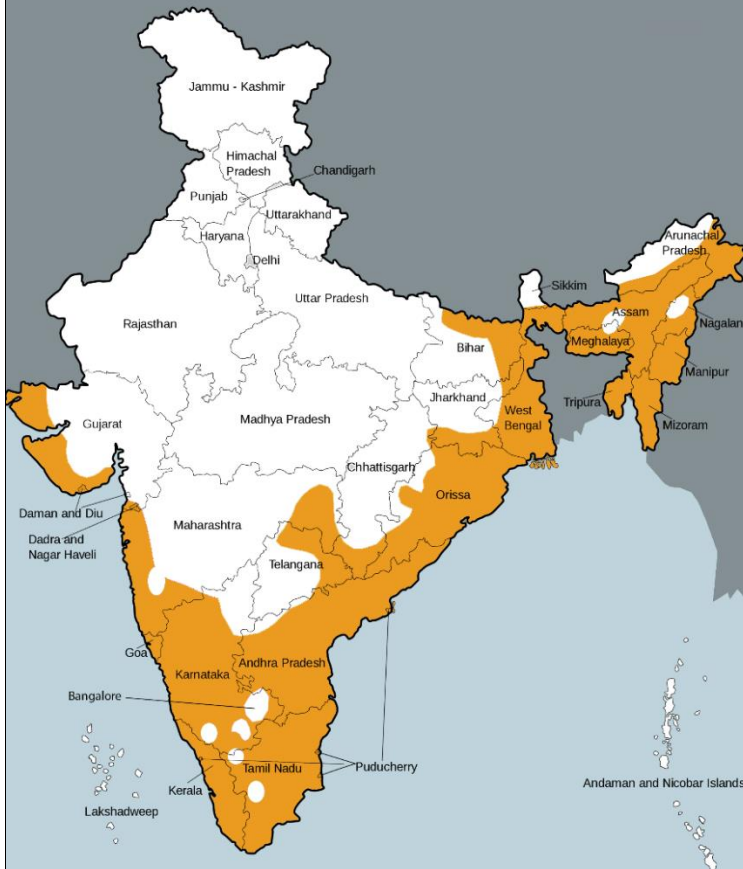 Jammu - Kashmir
Himachal
Pradesh
Chandigarh
Punjab
Uttarakhand
Haryana
Delhi
Arunachal
Pradesh
Sikkim
Uttar Pradesh
Assam
Rajasthan
Nagalan
Bihar
Meghalaya
Manipur
Jharkhand
Tripura
West
Bengal
Gujarat
Madhya Pradesh
Mizoram
Chhattisgarh
Orissa
Daman and Diu
Maharashtra
Dadra and
Nagar Haveli
Telangana
Goa
Andhra Pradesh
Karnataka
Bangalore
Puducherry
Tamil Nadu
Kerala
Andaman and Nicobar Islands
Lakshadweep